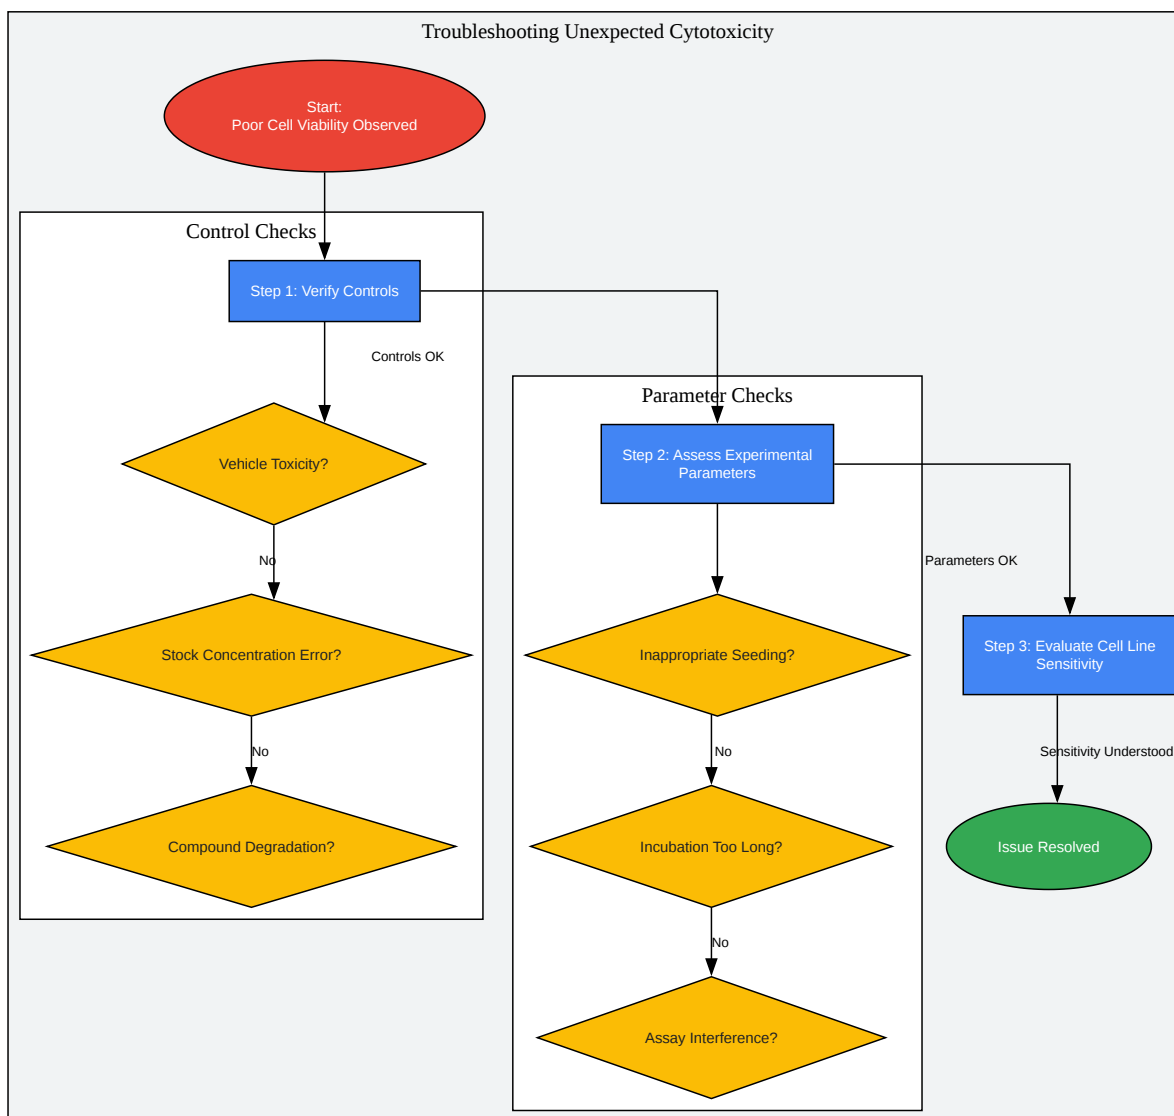 Troubleshooting Unexpected Cytotoxicity
Start:
Poor Cell Viability Observed
Control Checks
Step 1: Verify Controls
Controls OK
Vehicle Toxicity?
No
Stock Concentration Error?
No
Compound Degradation?
Parameter Checks
Step 2: Assess Experimental
Parameters
Parameters OK
Inappropriate Seeding?
No
Incubation Too Long?
No
Assay Interference?
Step 3: Evaluate Cell Line
Sensitivity
Sensitivity Understood
Issue Resolved